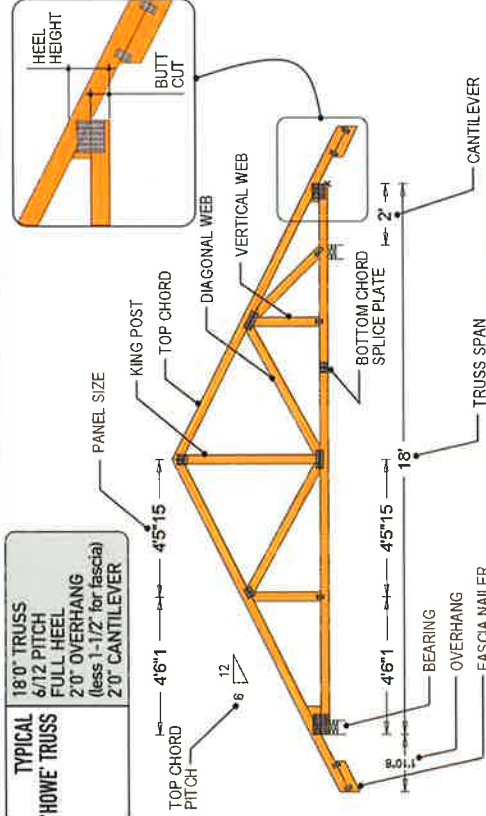 TYPICAL
'HOWE' TRUSS
18'0" TRUSS
6/12 PITCH
FULL HEEL
2'0" OVERHANG
(less 1-1/2" for fascia)
2'0" CANTILEVER
HEEL
HEIGHT
BUTT
CUT
PANEL SIZE
KING POST
TOP CHORD
DIAGONAL WEB
VERTICAL WEB
4'6"1
4'5"15
12
6
TOP CHORD
PITCH
BOTTOM CHORD
SPLICE PLATE
2'
CANTILEVER
4'6"1
4'5"15
18'
TRUSS SPAN
BEARING
OVERHANG
FASCIA NAILER